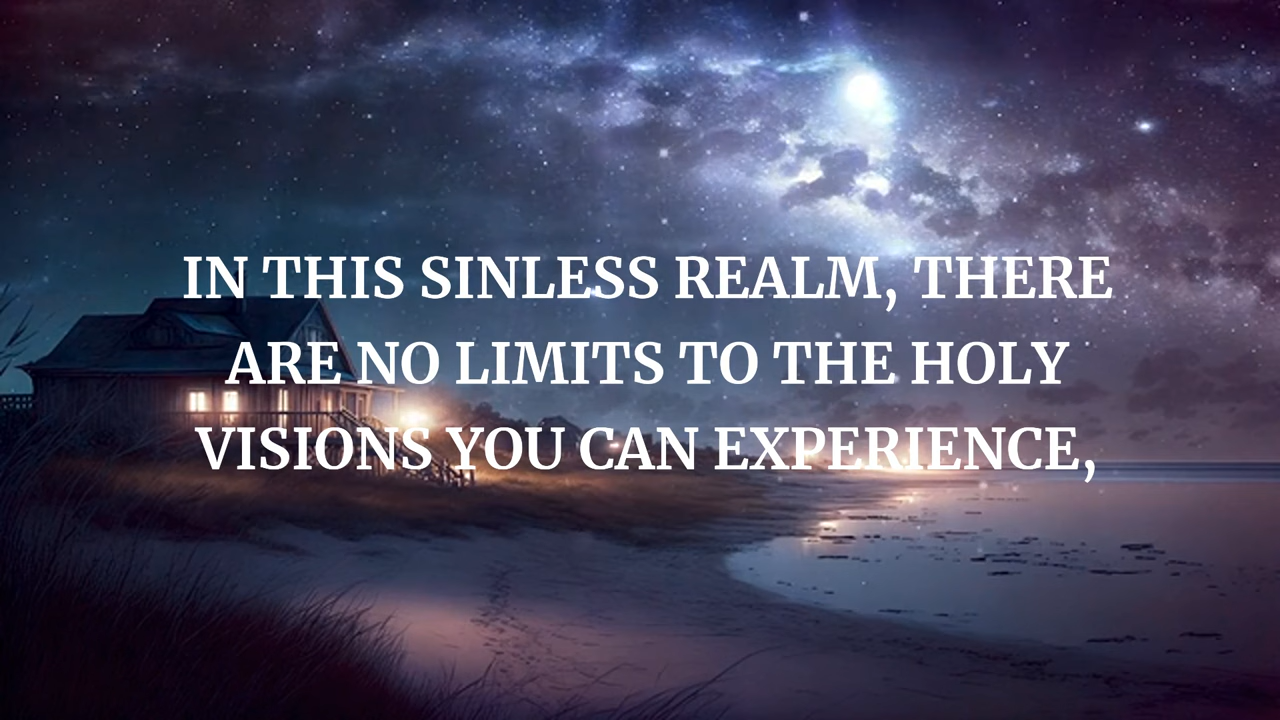 IN THIS SINLESS REALM, THERE
ARE NO LIMITS TO THE HOLY
VISIONS YOU CAN EXPERIENCE,